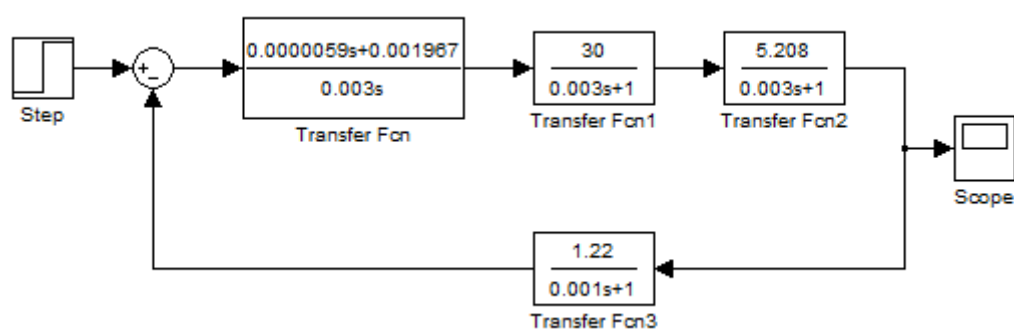 Step
+
-
0.0000059s+0.001967
0.003s
Transfer Fcn
30
0.003s+1
Transfer Fcn1
5.208
0.003s+1
Transfer Fcn2
Scope
1.22
0.001s+1
Transfer Fcn3